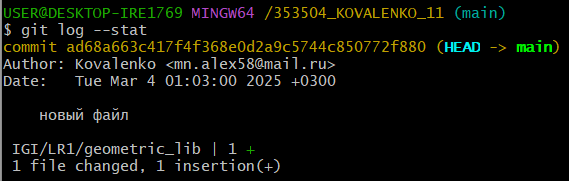 USER@DESKTOP-IRE1769 MINGW64 /353504_KOVALENKO_11 (main)
$ git log --stat
commit ad68a663c417f4f368e0d2a9c5744c850772f880 (HEAD -> main)
Author: Kovalenko <mn.alex58@mail.ru>
Date:   Tue Mar 4 01:03:00 2025 +0300

    новый файл

 IGI/LR1/geometric_lib | 1 +
 1 file changed, 1 insertion(+)